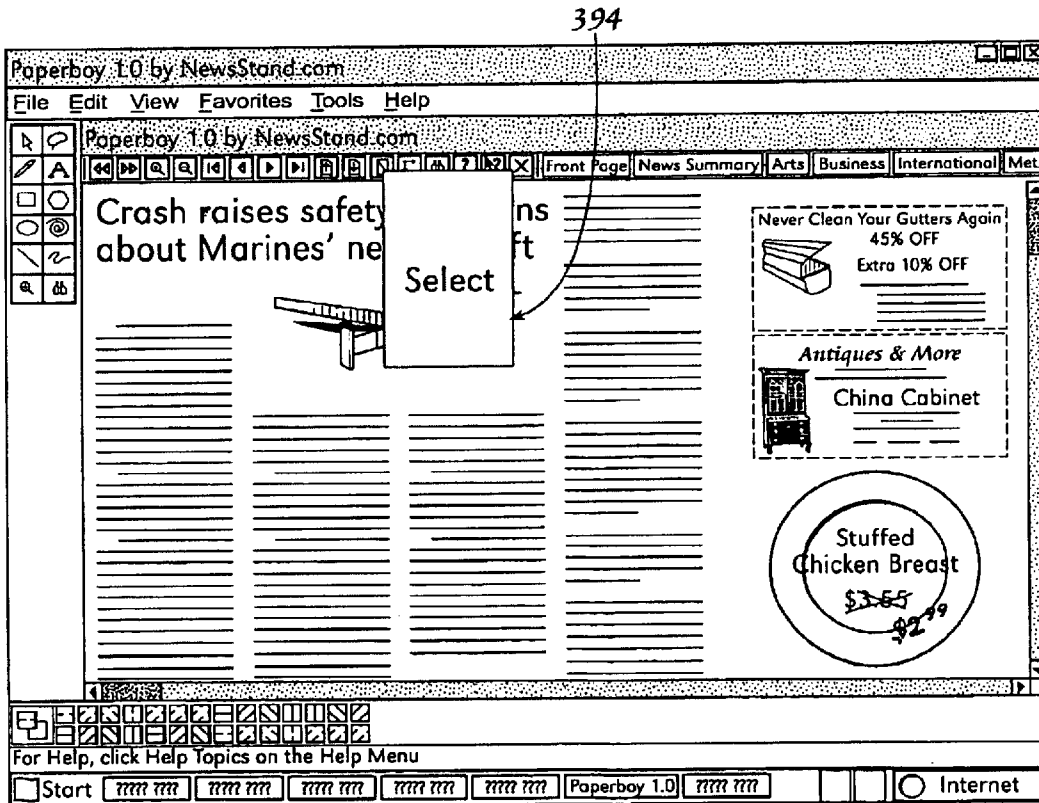 394
Paperboy 1.0 by NewsStand.com
File Edit View Favorites Tools Help
Paperboy 1.0 by NewsStand.com
A ? ? X Front Page News Summary Arts Business International Met
Crash raises safety ns
about Marines' ne ft
Select
Never Clean Your Gutters Again
45% OFF
Extra 10% OFF
Antiques & More
China Cabinet
Stuffed
Chicken Breast
$3.65
$2.99
For Help, click Help Topics on the Help Menu
Start ????? ???? ????? ???? ????? ???? ????? ???? ????? ???? Paperboy 1.0 ????? ???? Internet